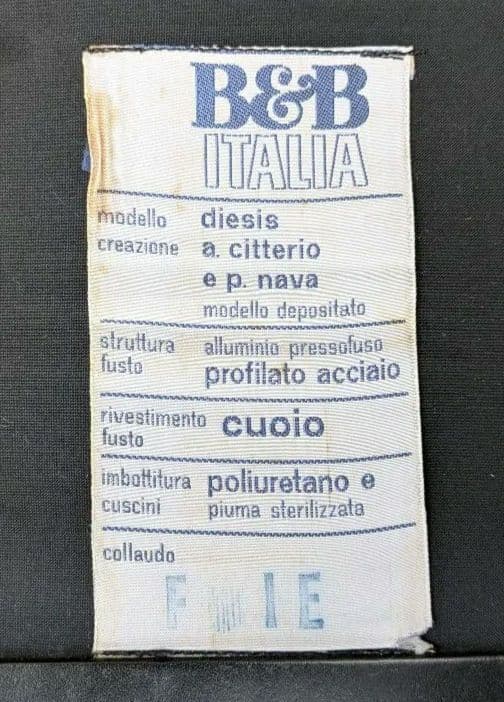 B&B
ITALIA
modello diesis
creazione a. citterio
e p. nava
modello depositato
struttura alluminio pressofuso
fusto profilato acciaio
rivestimento cuoio
fusto
imbottitura poliuretano e
cuscini piuma sterilizzata
collaudo
F I E